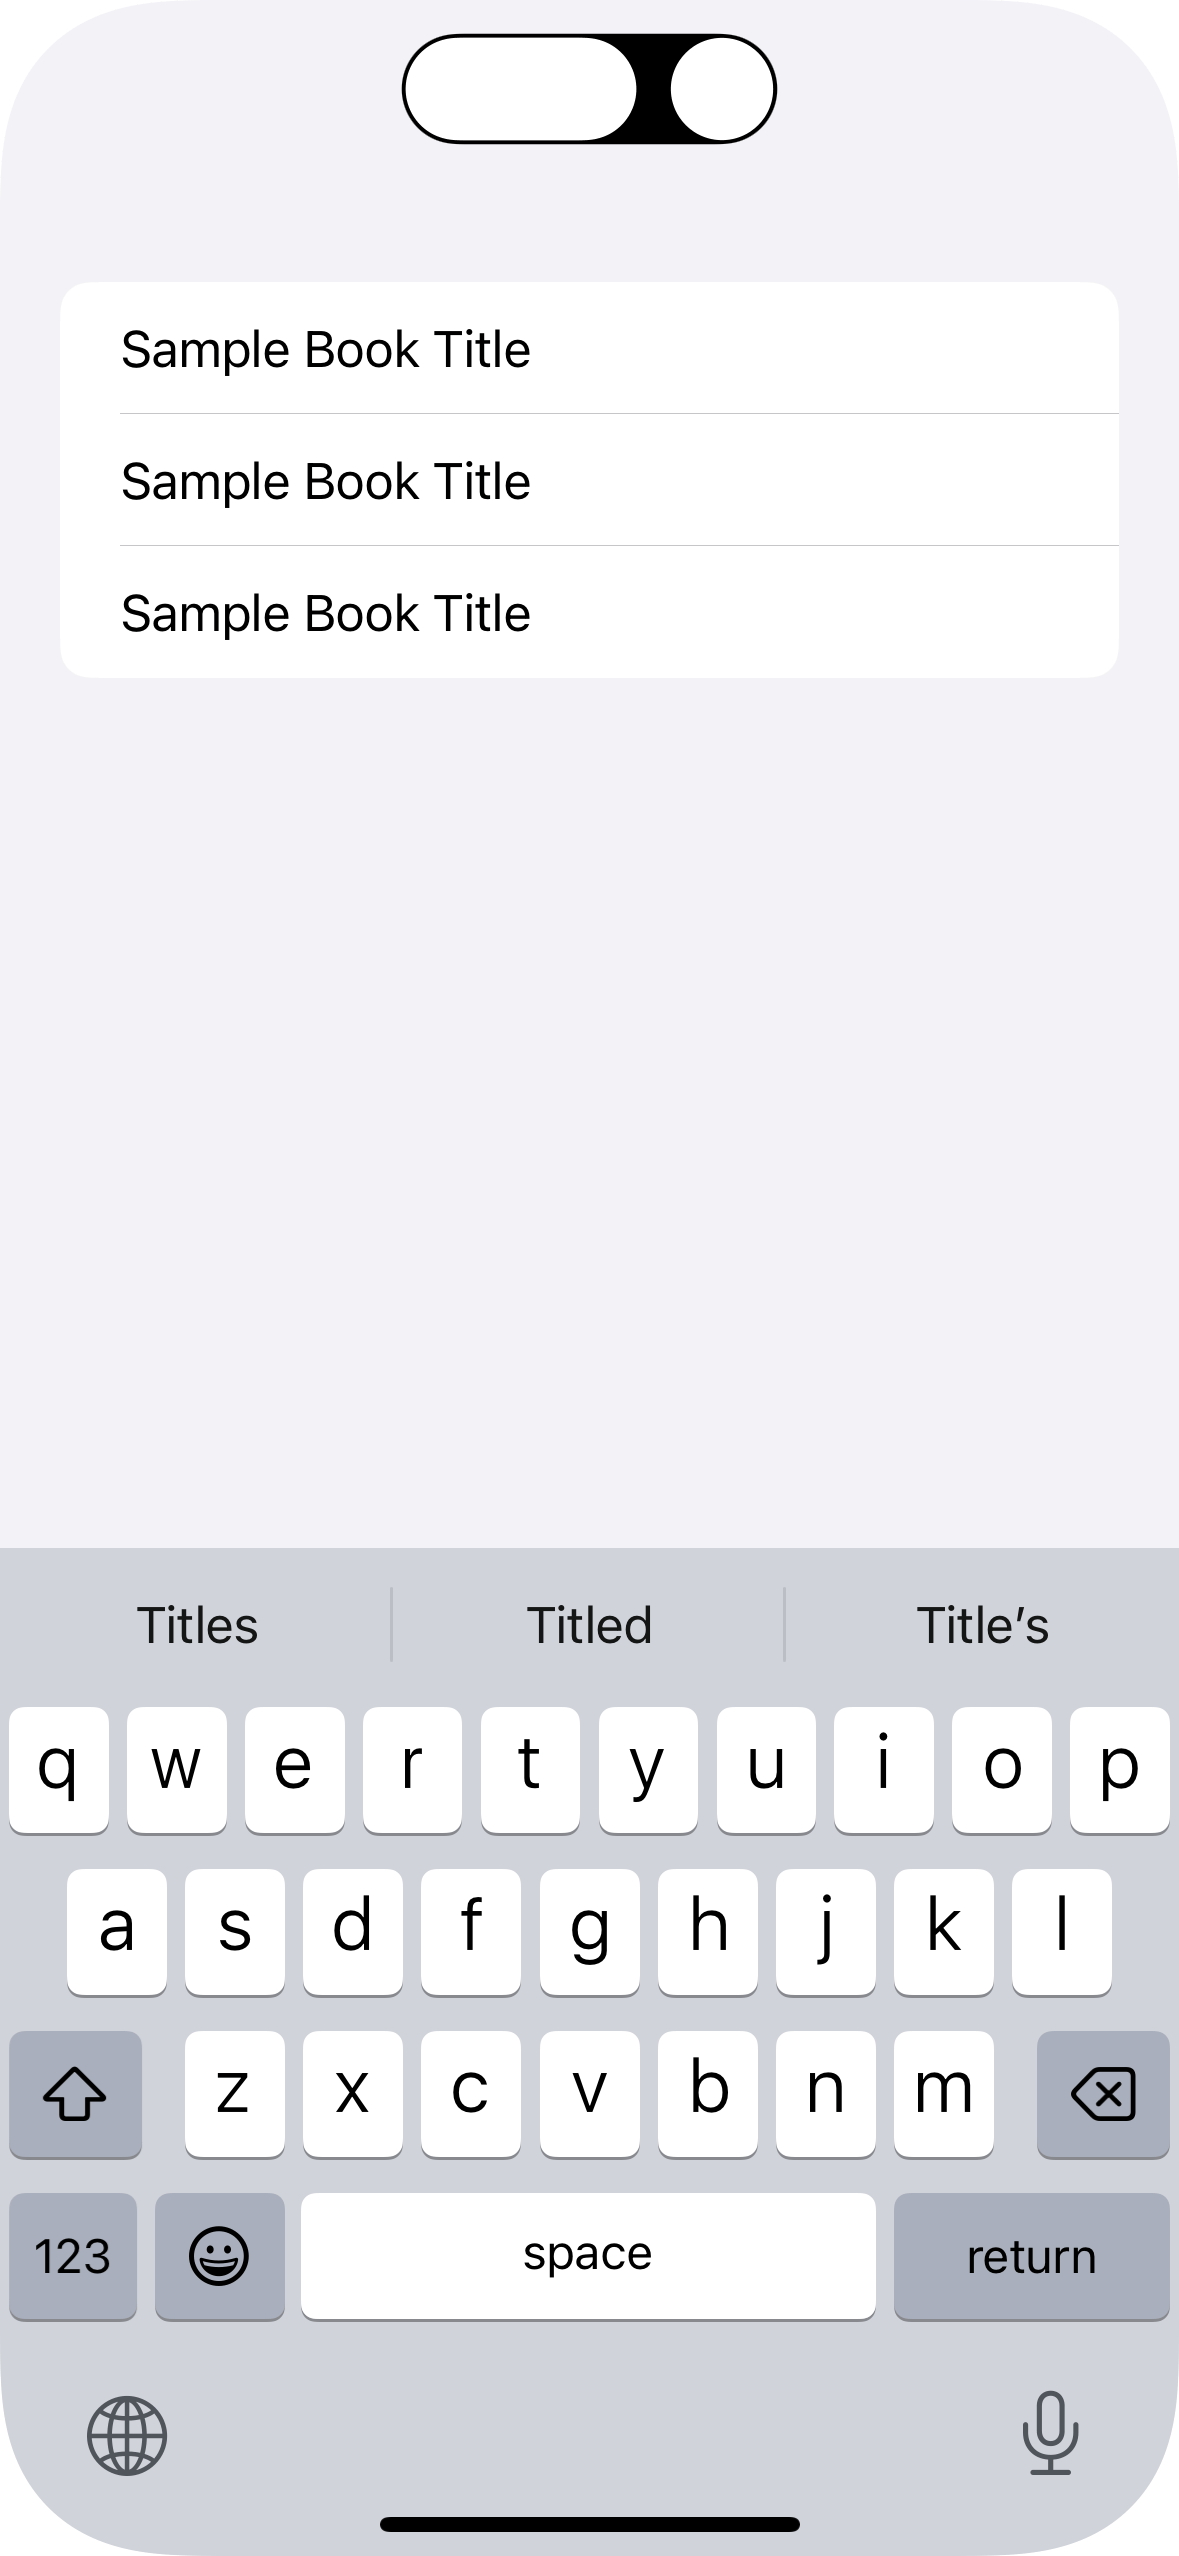 Sample Book Title
Sample Book Title
Sample Book Title
Titles Titled Title’s
q w e r t y u i o p
a s d f g h j k l
z x c v b n m
123 space return